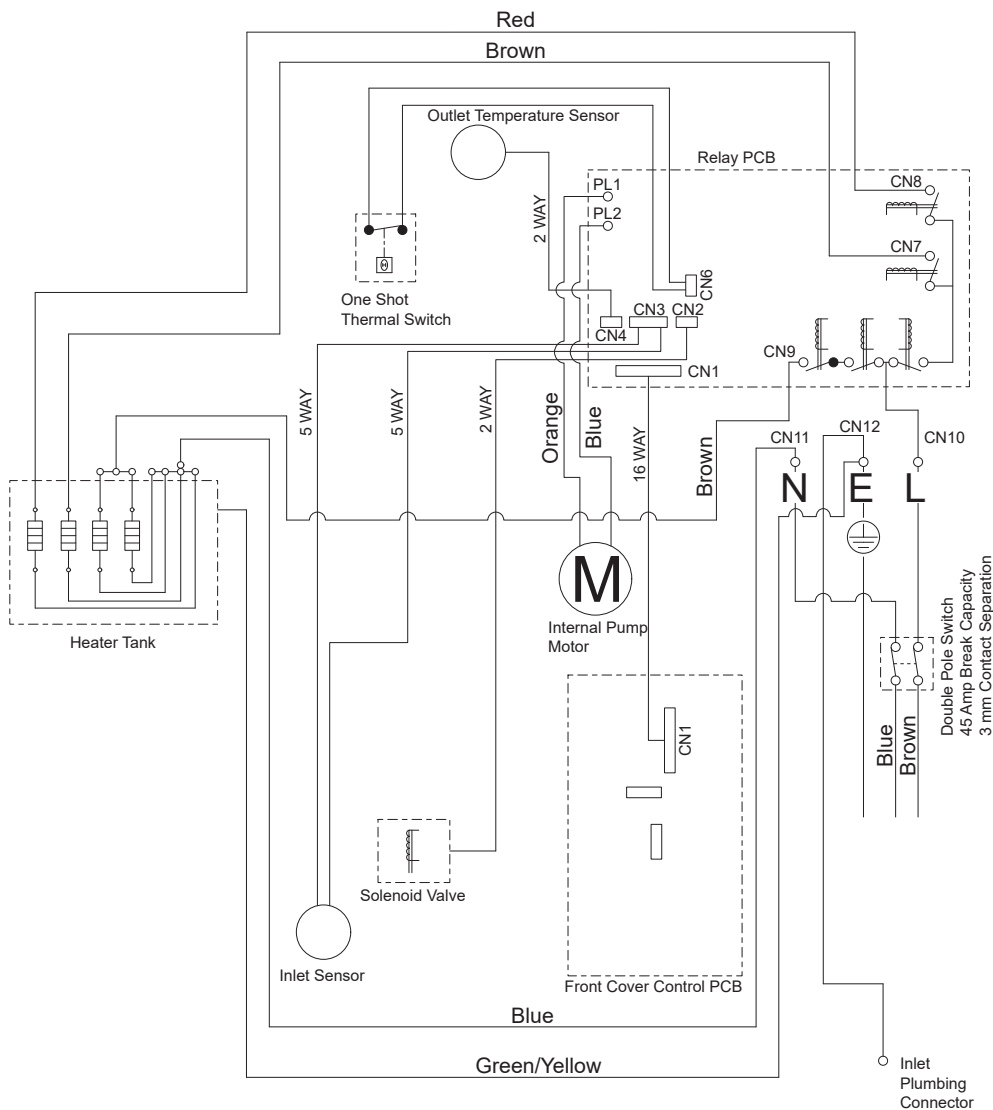 Red
Brown
Outlet Temperature Sensor
Relay PCB
CN8
PL1
PL2
2 WAY
CN7
θ
CN6
One Shot
Thermal Switch
CN3
CN2
CN4
CN9
CN1
5 WAY
5 WAY
2 WAY
Orange
Blue
16 WAY
Brown
CN11
CN12
CN10
N
E
L
M
Heater Tank
Internal Pump
Motor
Double Pole Switch
45 Amp Break Capacity
3 mm Contact Separation
CN1
Blue
Brown
Solenoid Valve
Inlet Sensor
Front Cover Control PCB
Blue
Green/Yellow
Inlet
Plumbing
Connector